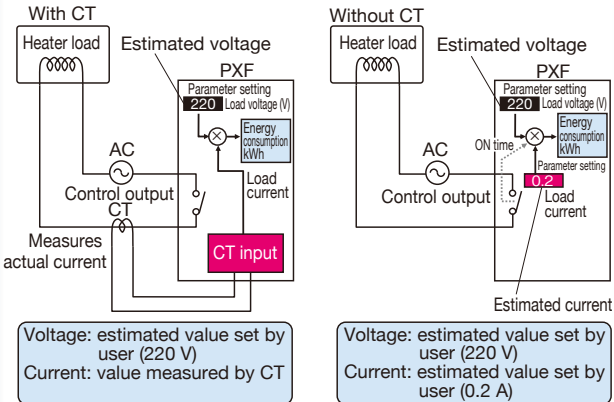 With CT
Heater load
Estimated voltage
PXF
Parameter setting
220 Load voltage (V)
Energy
consumption
kWh
AC
Control output
Load
current
CT
Measures
actual current
CT input
Voltage: estimated value set by
user (220 V)
Current: value measured by CT
Without CT
Heater load
Estimated voltage
PXF
Parameter setting
220 Load voltage (V)
Energy
consumption
kWh
ON time
AC
Parameter setting
0.2
Control output
Load
current
Estimated current
Voltage: estimated value set by
user (220 V)
Current: estimated value set by
user (0.2 A)